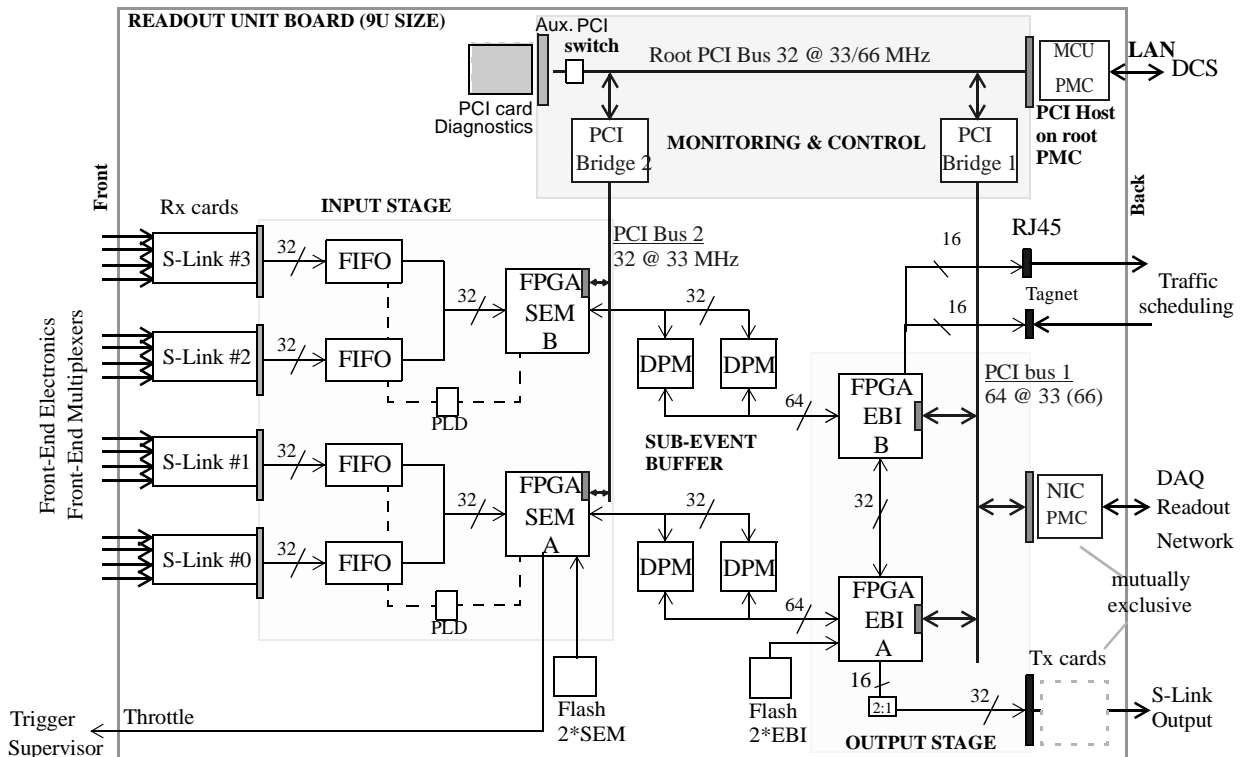 READOUT UNIT BOARD (9U SIZE)
Aux. PCI
switch
Root PCI Bus 32 @ 33/66 MHz
MCU
PMC
LAN
DCS
PCI card
Diagnostics
PCI Host
on root
PMC
PCI
Bridge 2
MONITORING & CONTROL
PCI
Bridge 1
Front
Back
Rx cards
INPUT STAGE
PCI Bus 2
32 @ 33 MHz
16
RJ45
S-Link #3
32
FIFO
32
FPGA
SEM
B
32
16
Tagnet
Traffic
scheduling
S-Link #2
32
FIFO
DPM
DPM
PLD
64
FPGA
EBI
B
PCI bus 1
64 @ 33 (66)
Front-End Electronics
Front-End Multiplexers
SUB-EVENT
BUFFER
S-Link #1
32
FIFO
32
FPGA
SEM
A
32
32
NIC
PMC
DAQ
Readout
Network
S-Link #0
32
FIFO
DPM
DPM
PLD
64
FPGA
EBI
A
mutually
exclusive
Tx cards
Flash
2*SEM
Flash
2*EBI
16
2:1
32
S-Link
Output
Trigger
Supervisor
Throttle
OUTPUT STAGE